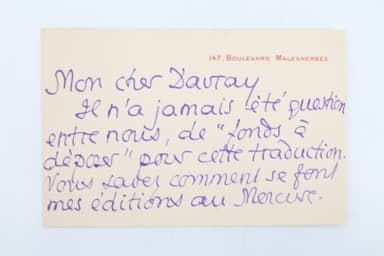 147, BOULEVARD MALESHERBES
Mon cher Davray
Il n'a jamais été question
entre nous, de "fonds à
déposer" pour cette traduction.
Vous savez comment se font
mes éditions au Mercure.